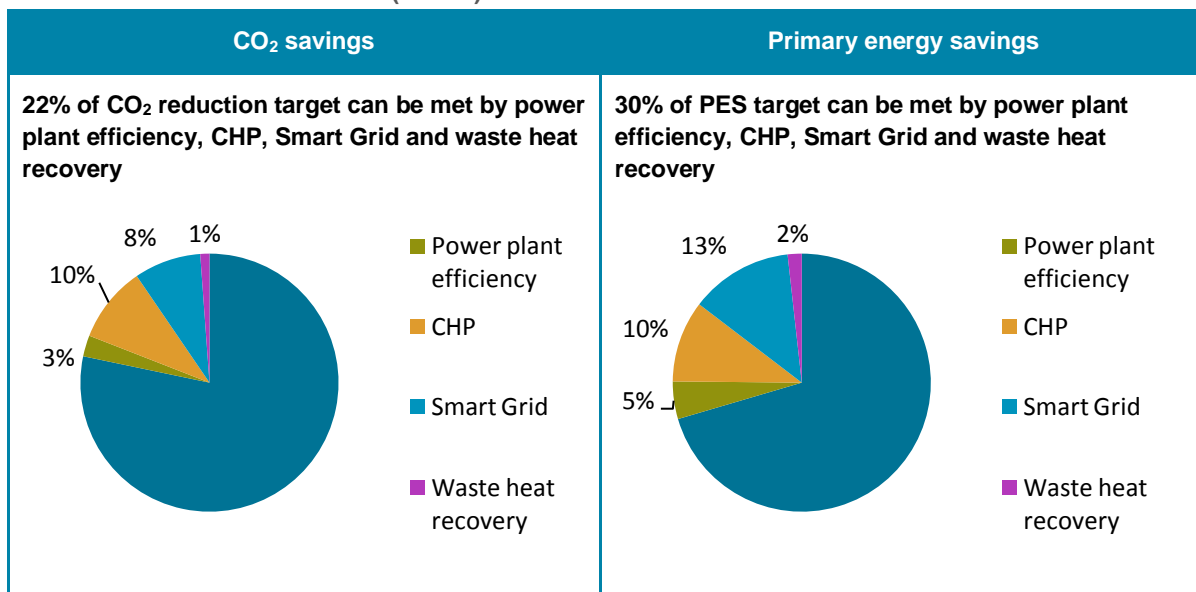 CO₂ savings
Primary energy savings
22% of CO₂ reduction target can be met by power
plant efficiency, CHP, Smart Grid and waste heat
recovery
30% of PES target can be met by power plant
efficiency, CHP, Smart Grid and waste heat
recovery
8%
1%
10%
3%
Power plant
efficiency
CHP
Smart Grid
Waste heat
recovery
13%
2%
10%
5%
Power plant
efficiency
CHP
Smart Grid
Waste heat
recovery